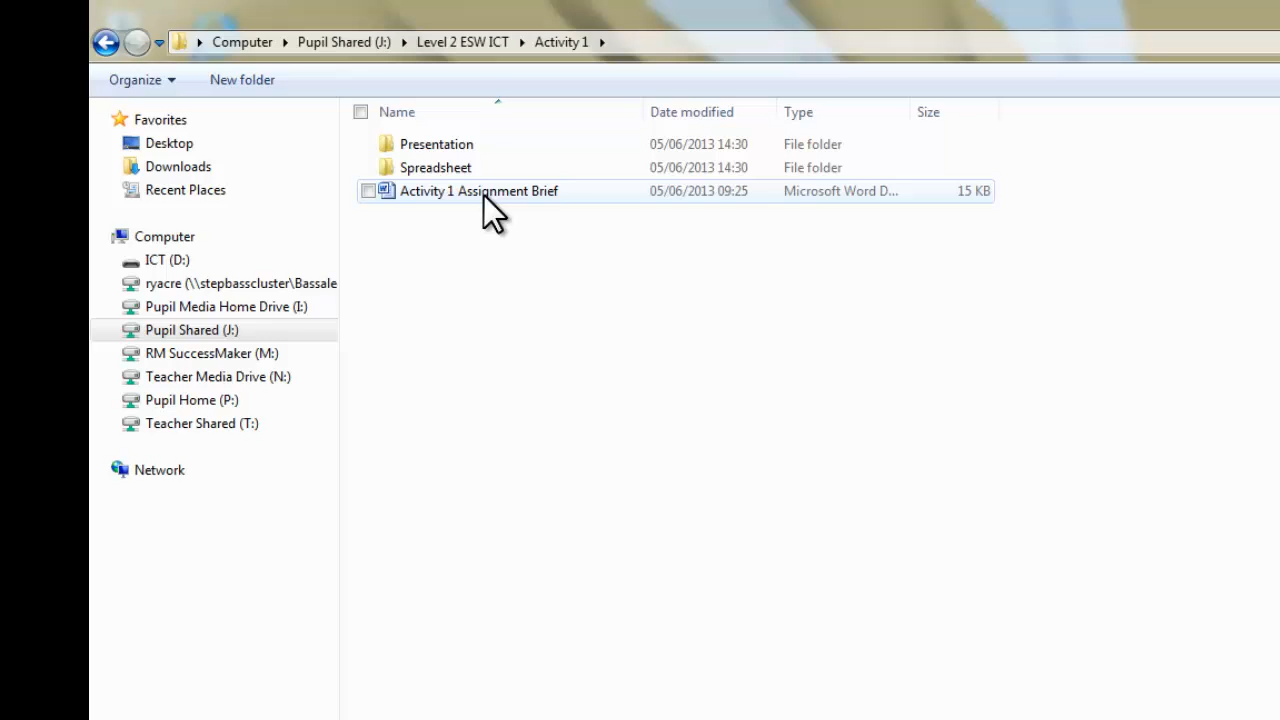 Computer Pupil Shared (J:) Level 2 ESW ICT Activity 1
Organize New folder
Favorites
Desktop
Downloads
Recent Places
Computer
ICT (D:)
ryacre (\\stepbasscluster\Bassale
Pupil Media Home Drive (I:)
Pupil Shared (J:)
RM SuccessMaker (M:)
Teacher Media Drive (N:)
Pupil Home (P:)
Teacher Shared (T:)
Network
Name Date modified Type Size
Presentation 05/06/2013 14:30 File folder
Spreadsheet 05/06/2013 14:30 File folder
Activity 1 Assignment Brief 05/06/2013 09:25 Microsoft Word D... 15 KB